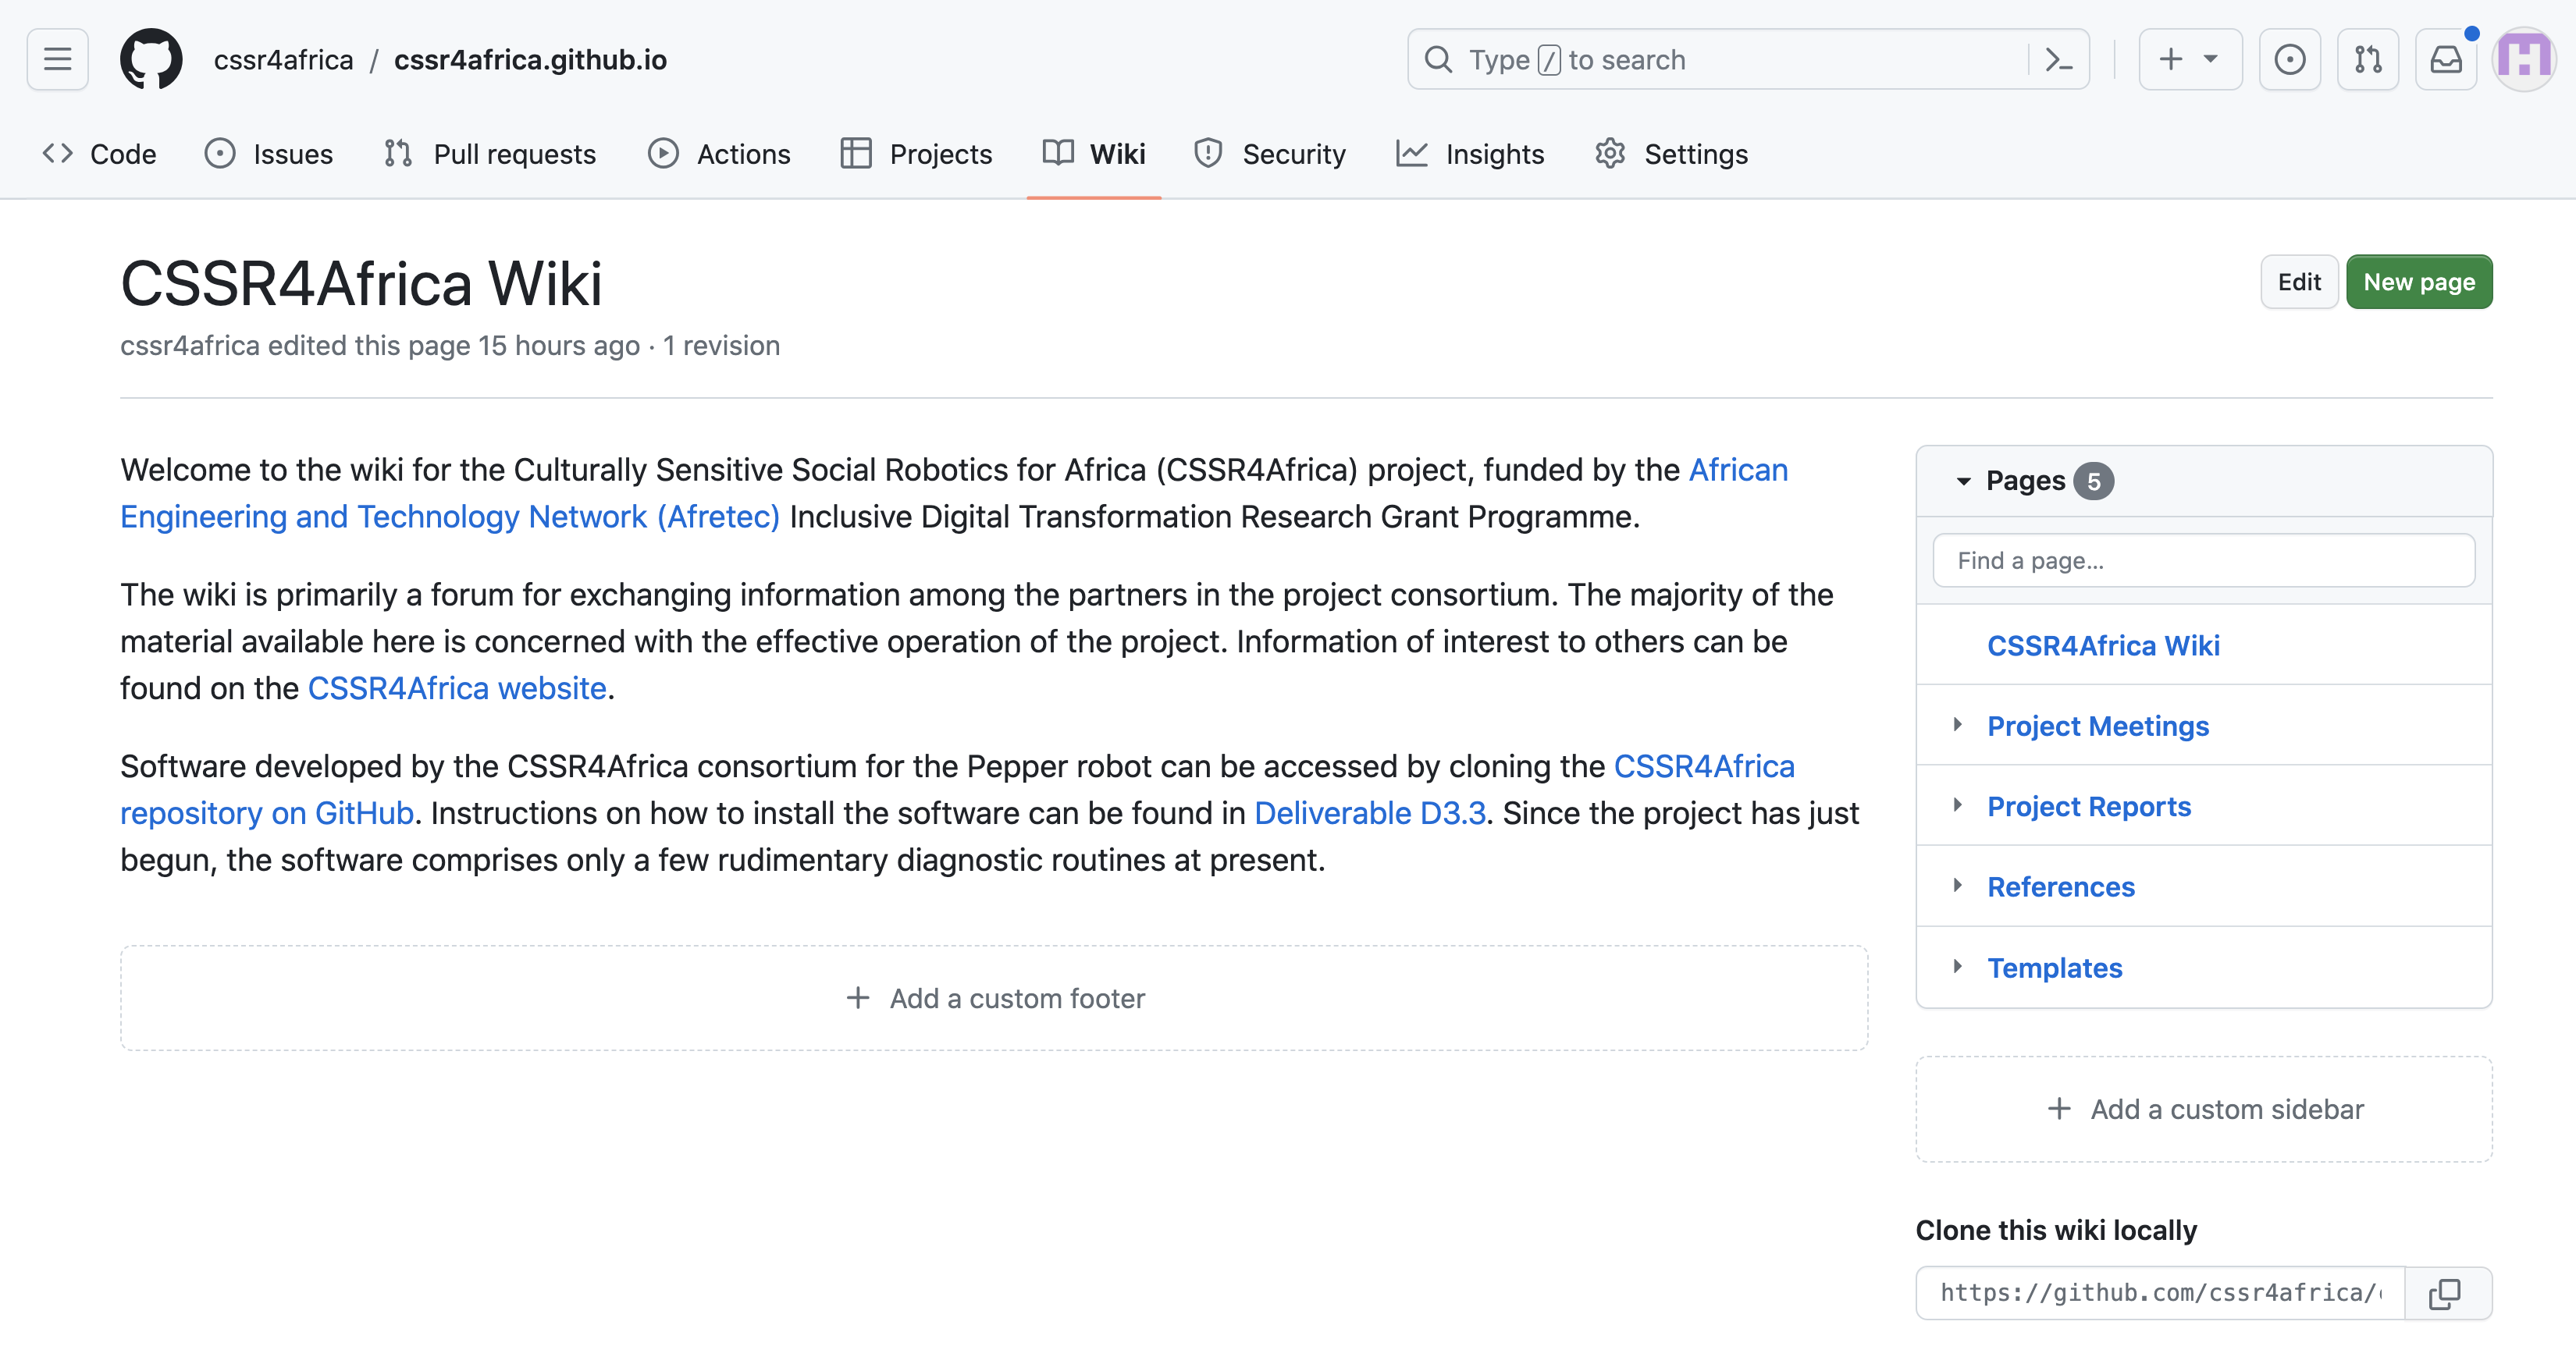 cssr4africa / cssr4africa.github.io
Type / to search
Code Issues Pull requests Actions Projects Wiki Security Insights Settings
CSSR4Africa Wiki
Edit New page
cssr4africa edited this page 15 hours ago · 1 revision
Welcome to the wiki for the Culturally Sensitive Social Robotics for Africa (CSSR4Africa) project, funded by the African
Engineering and Technology Network (Afretec) Inclusive Digital Transformation Research Grant Programme.
The wiki is primarily a forum for exchanging information among the partners in the project consortium. The majority of the
material available here is concerned with the effective operation of the project. Information of interest to others can be
found on the CSSR4Africa website.
Software developed by the CSSR4Africa consortium for the Pepper robot can be accessed by cloning the CSSR4Africa
repository on GitHub. Instructions on how to install the software can be found in Deliverable D3.3. Since the project has just
begun, the software comprises only a few rudimentary diagnostic routines at present.
Add a custom footer
Pages 5
Find a page...
CSSR4Africa Wiki
Project Meetings
Project Reports
References
Templates
Add a custom sidebar
Clone this wiki locally
https://github.com/cssr4africa/